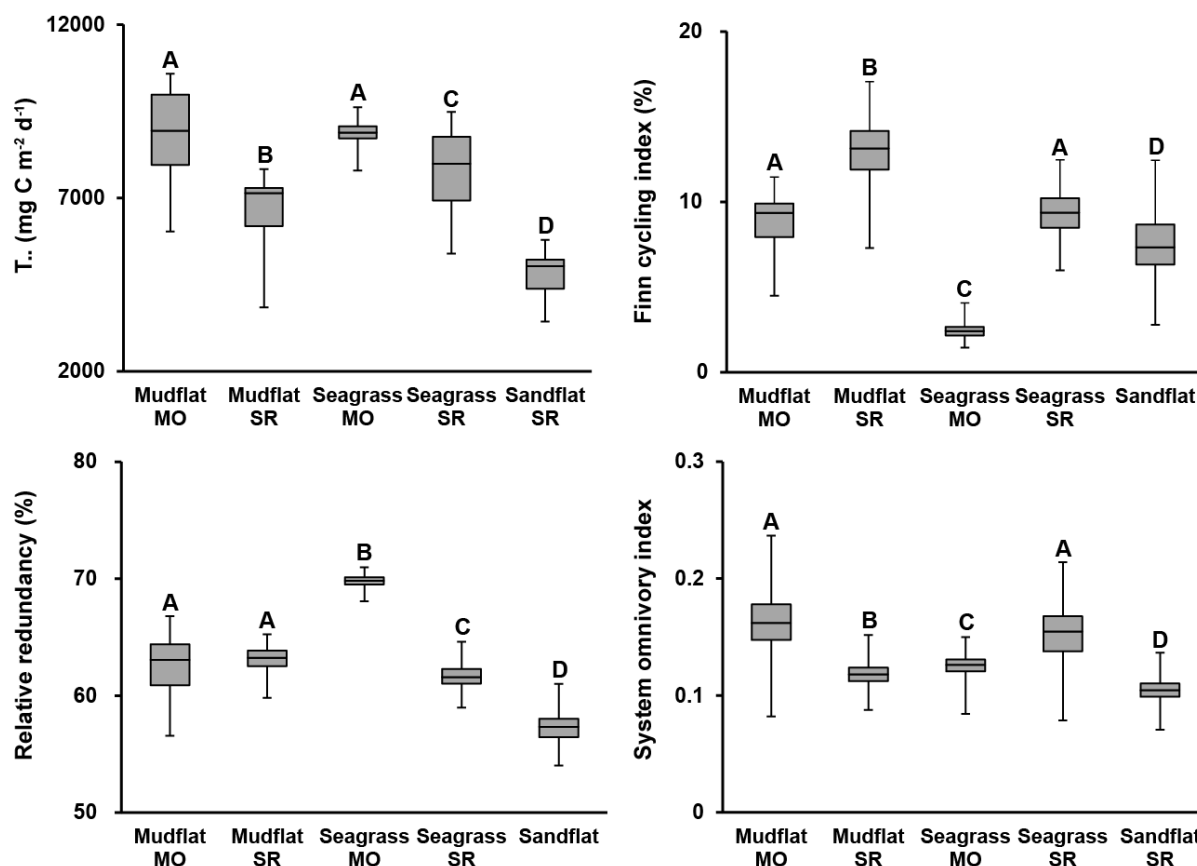 T.. (mg C m⁻² d⁻¹)
12000
7000
2000
A
B
A
C
D
Mudflat MO
Mudflat SR
Seagrass MO
Seagrass SR
Sandflat SR
Finn cycling index (%)
20
10
0
A
B
C
A
D
Mudflat MO
Mudflat SR
Seagrass MO
Seagrass SR
Sandflat
Relative redundancy (%)
80
70
60
50
A
A
B
C
D
Mudflat MO
Mudflat SR
Seagrass MO
Seagrass SR
Sandflat
System omnivory index
0.3
0.2
0.1
0
A
B
C
A
D
Mudflat MO
Mudflat SR
Seagrass MO
Seagrass SR
Sandflat SR